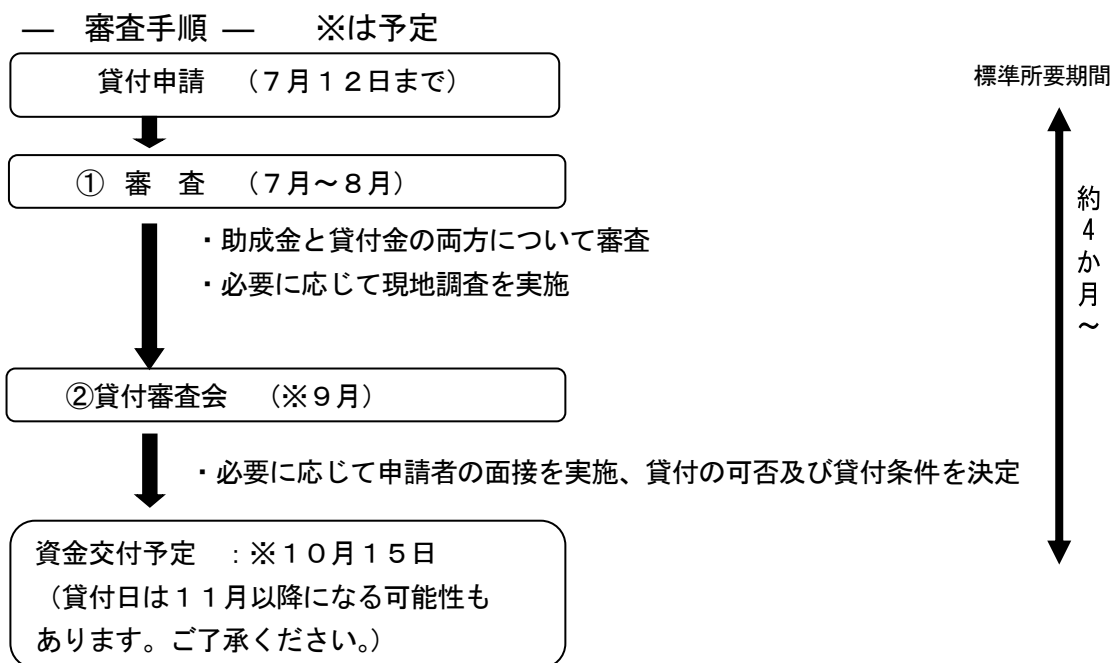 ― 審査手順 ―　　※は予定
貸付申請　（７月１２日まで）
標準所要期間
① 審　査　（７月～８月）
・助成金と貸付金の両方について審査
・必要に応じて現地調査を実施
約４か月～
②貸付審査会　（※９月）
・必要に応じて申請者の面接を実施、貸付の可否及び貸付条件を決定
資金交付予定　：※１０月１５日
（貸付日は１１月以降になる可能性も
あります。ご了承ください。）